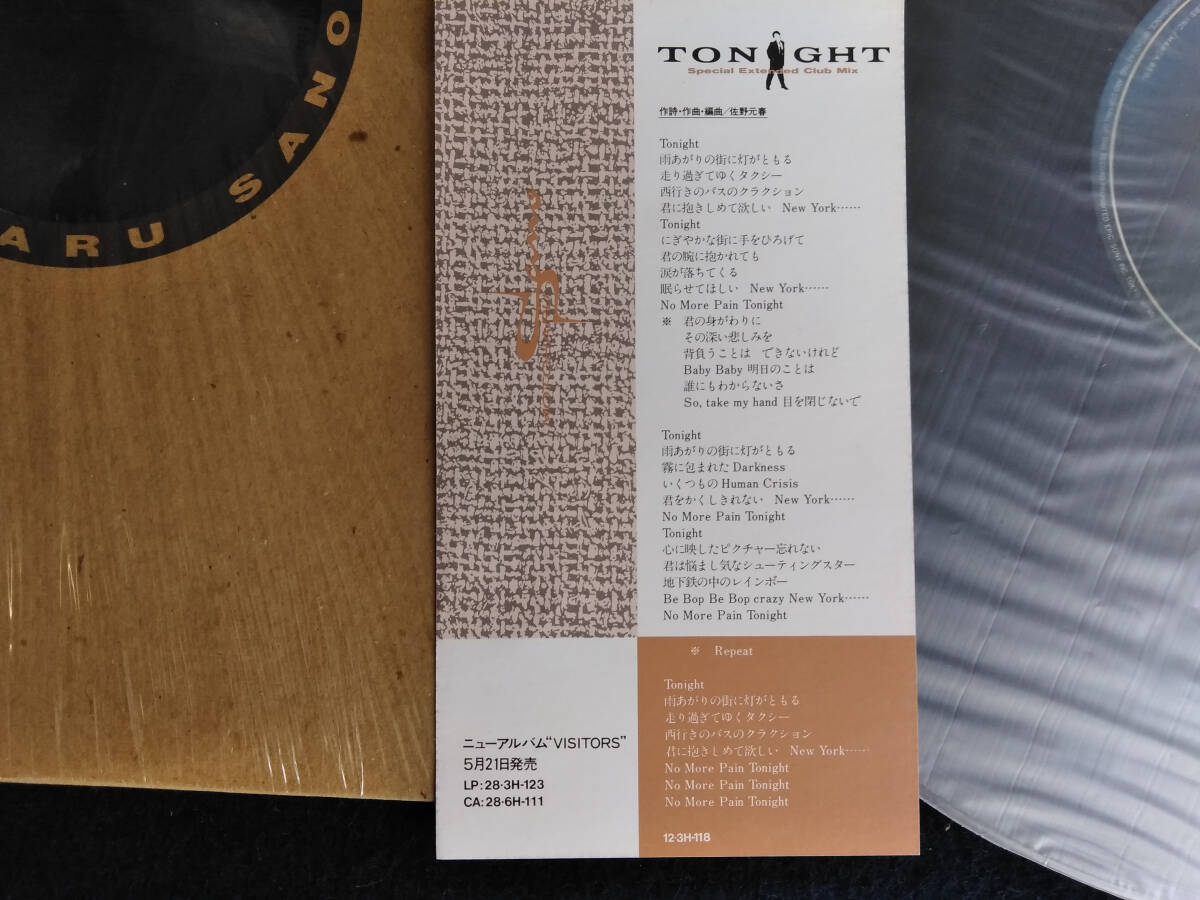 ARU SANO
TONIGHT
Special Extended Club Mix
作詩・作曲・編曲/佐野元春
Tonight
雨あがりの街に灯がともる
走り過ぎてゆくタクシー
西行きのバスのクラクション
君に抱きしめて欲しい New York……
Tonight
にぎやかな街に手をひろげて
君の腕に抱かれても
涙が落ちてくる
眠らせてほしい New York……
No More Pain Tonight
※ 君の身がわりに
その深い悲しみを
背負うことは できないけれど
Baby Baby 明日のことは
誰にもわからないさ
So, take my hand 目を閉じないで
Tonight
雨あがりの街に灯がともる
霧に包まれた Darkness
いくつもの Human Crisis
君をかくしきれない New York……
No More Pain Tonight
Tonight
心に映したピクチャー忘れない
君は悩まし気なシューティングスター
地下鉄の中のレインボー
Be Bop Be Bop crazy New York……
No More Pain Tonight
※ Repeat
Tonight
雨あがりの街に灯がともる
走り過ぎてゆくタクシー
西行きのバスのクラクション
君に抱きしめて欲しい New York……
No More Pain Tonight
No More Pain Tonight
No More Pain Tonight
12・3H-118
ニューアルバム“VISITORS”
5月21日発売
LP:28・3H-123
CA:28・6H-111